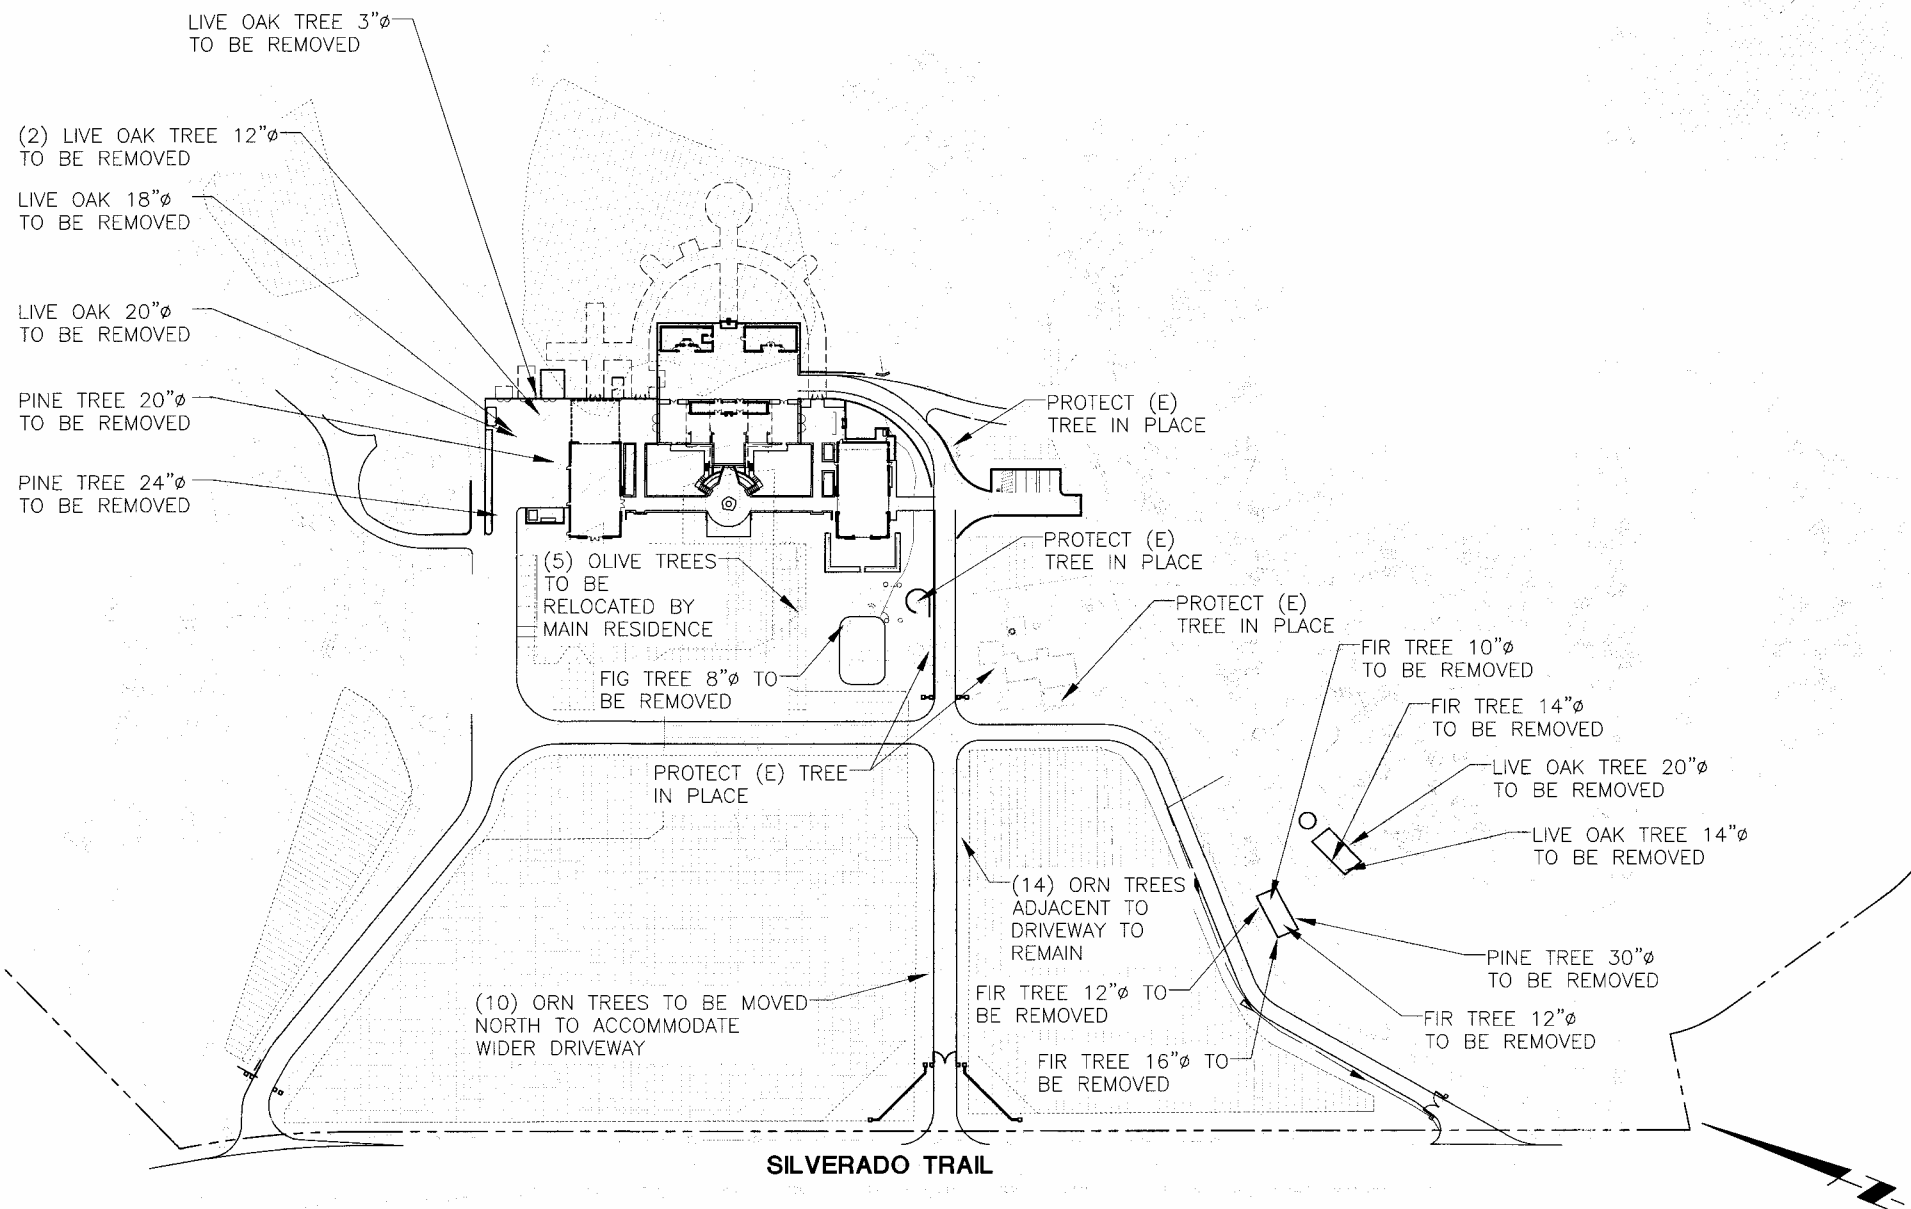 LIVE OAK TREE 3"ø
TO BE REMOVED
(2) LIVE OAK TREE 12"ø
TO BE REMOVED
LIVE OAK 18"ø
TO BE REMOVED
LIVE OAK 20"ø
TO BE REMOVED
PINE TREE 20"ø
TO BE REMOVED
PINE TREE 24"ø
TO BE REMOVED
PROTECT (E)
TREE IN PLACE
PROTECT (E)
TREE IN PLACE
(5) OLIVE TREES
TO BE
RELOCATED BY
MAIN RESIDENCE
PROTECT (E)
TREE IN PLACE
FIG TREE 8"ø TO
BE REMOVED
FIR TREE 10"ø
TO BE REMOVED
FIR TREE 14"ø
TO BE REMOVED
PROTECT (E) TREE
IN PLACE
LIVE OAK TREE 20"ø
TO BE REMOVED
LIVE OAK TREE 14"ø
TO BE REMOVED
(14) ORN TREES
ADJACENT TO
DRIVEWAY TO
REMAIN
PINE TREE 30"ø
TO BE REMOVED
(10) ORN TREES TO BE MOVED
NORTH TO ACCOMMODATE
WIDER DRIVEWAY
FIR TREE 12"ø TO
BE REMOVED
FIR TREE 12"ø
TO BE REMOVED
FIR TREE 16"ø TO
BE REMOVED
SILVERADO TRAIL
Z